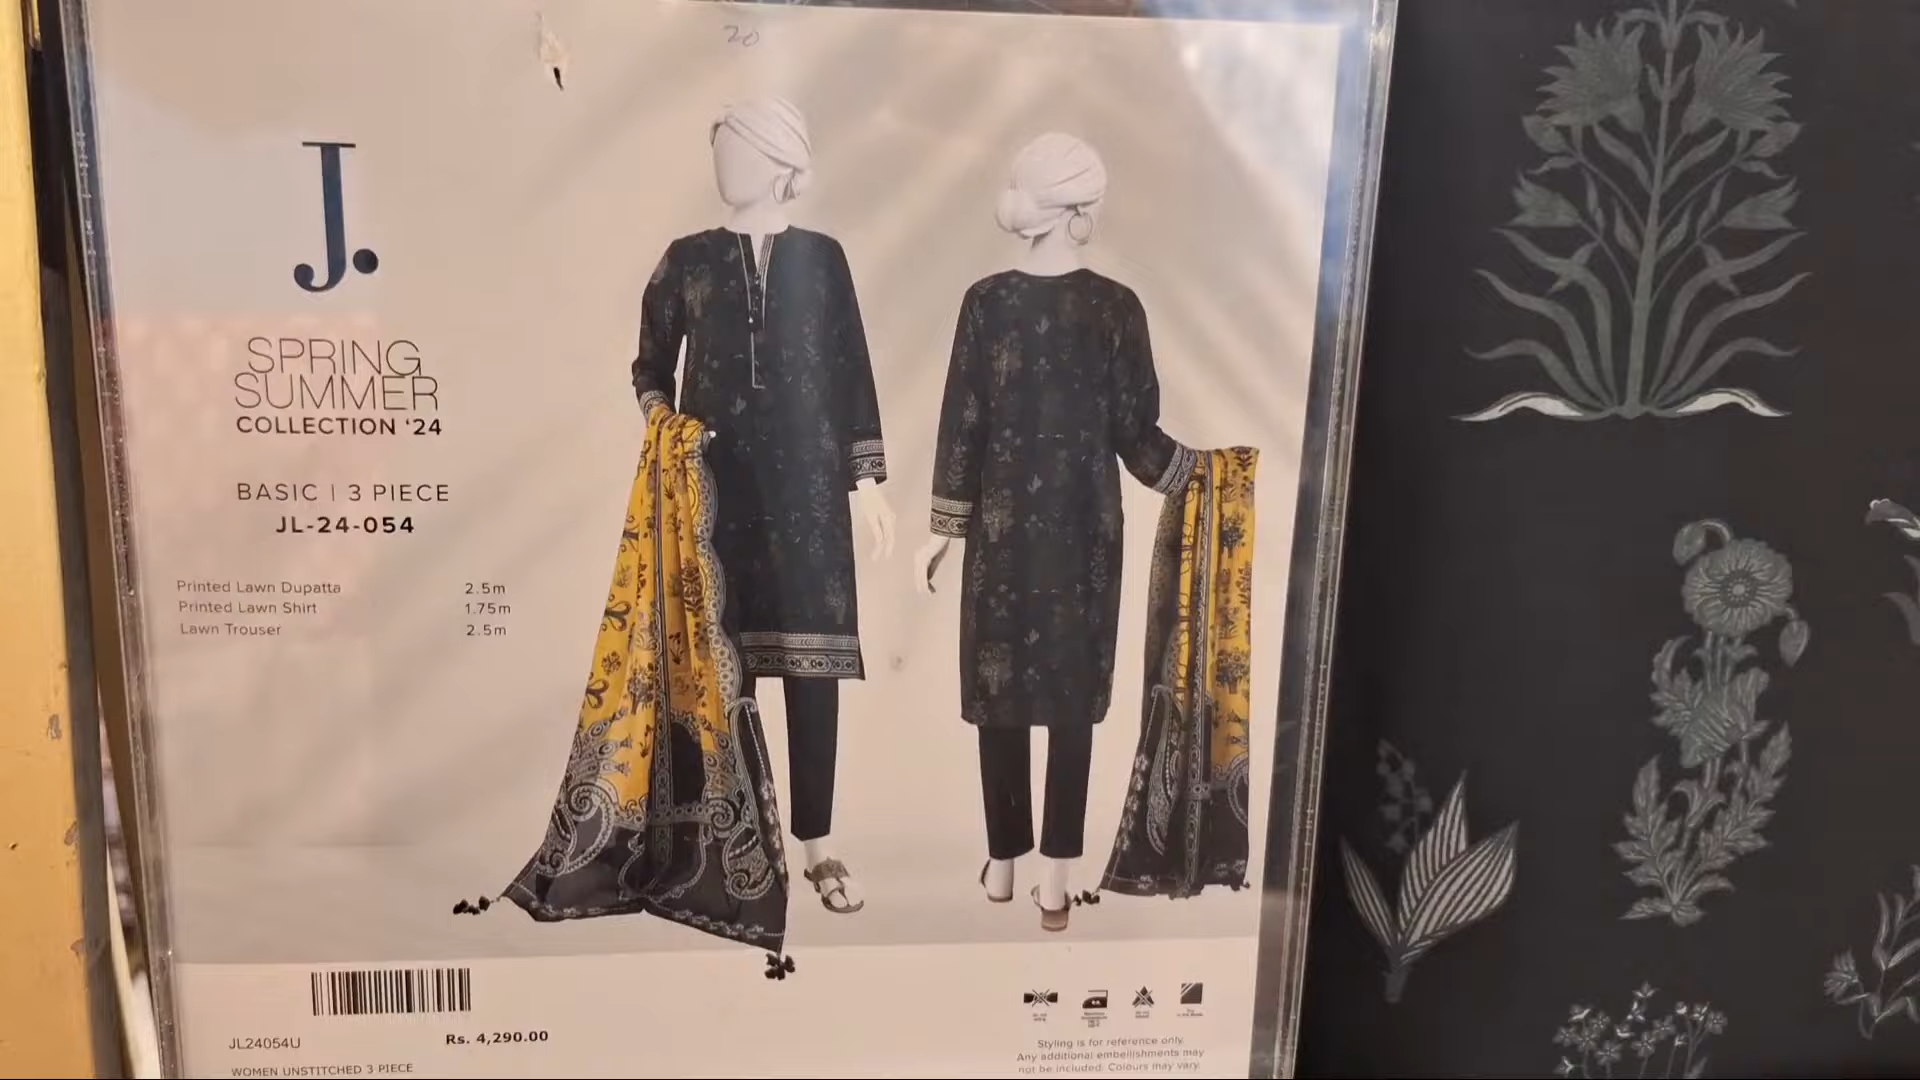 20
J.
SPRING
SUMMER
COLLECTION '24
BASIC | 3 PIECE
JL-24-054
Printed Lawn Dupatta 2.5m
Printed Lawn Shirt 1.75m
Lawn Trouser 2.5m
JL24054U Rs. 4,290.00
WOMEN UNSTITCHED 3 PIECE
Styling is for reference only.
Any additional embellishments may
not be included. Colours may vary.